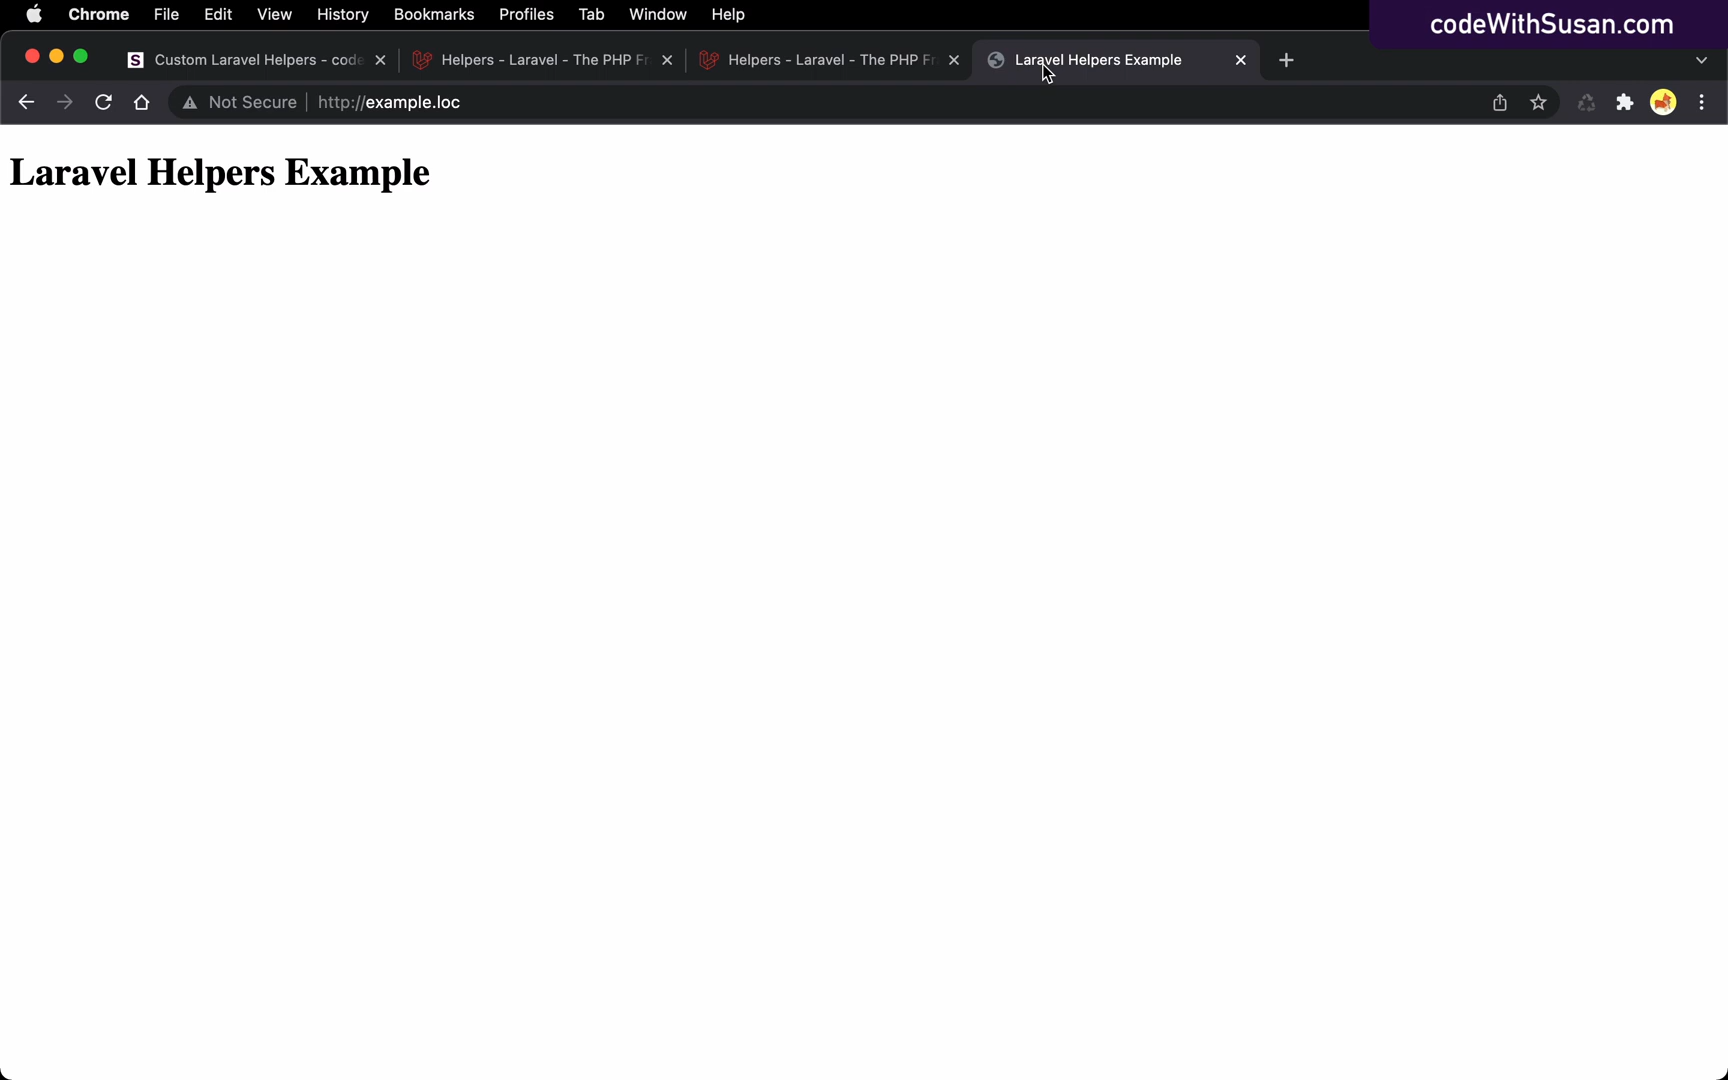 Chrome File Edit View History Bookmarks Profiles Tab Window Help
codeWithSusan.com
S Custom Laravel Helpers - code
Helpers - Laravel - The PHP Fr
Helpers - Laravel - The PHP Fr
Laravel Helpers Example
Not Secure http://example.loc
Laravel Helpers Example